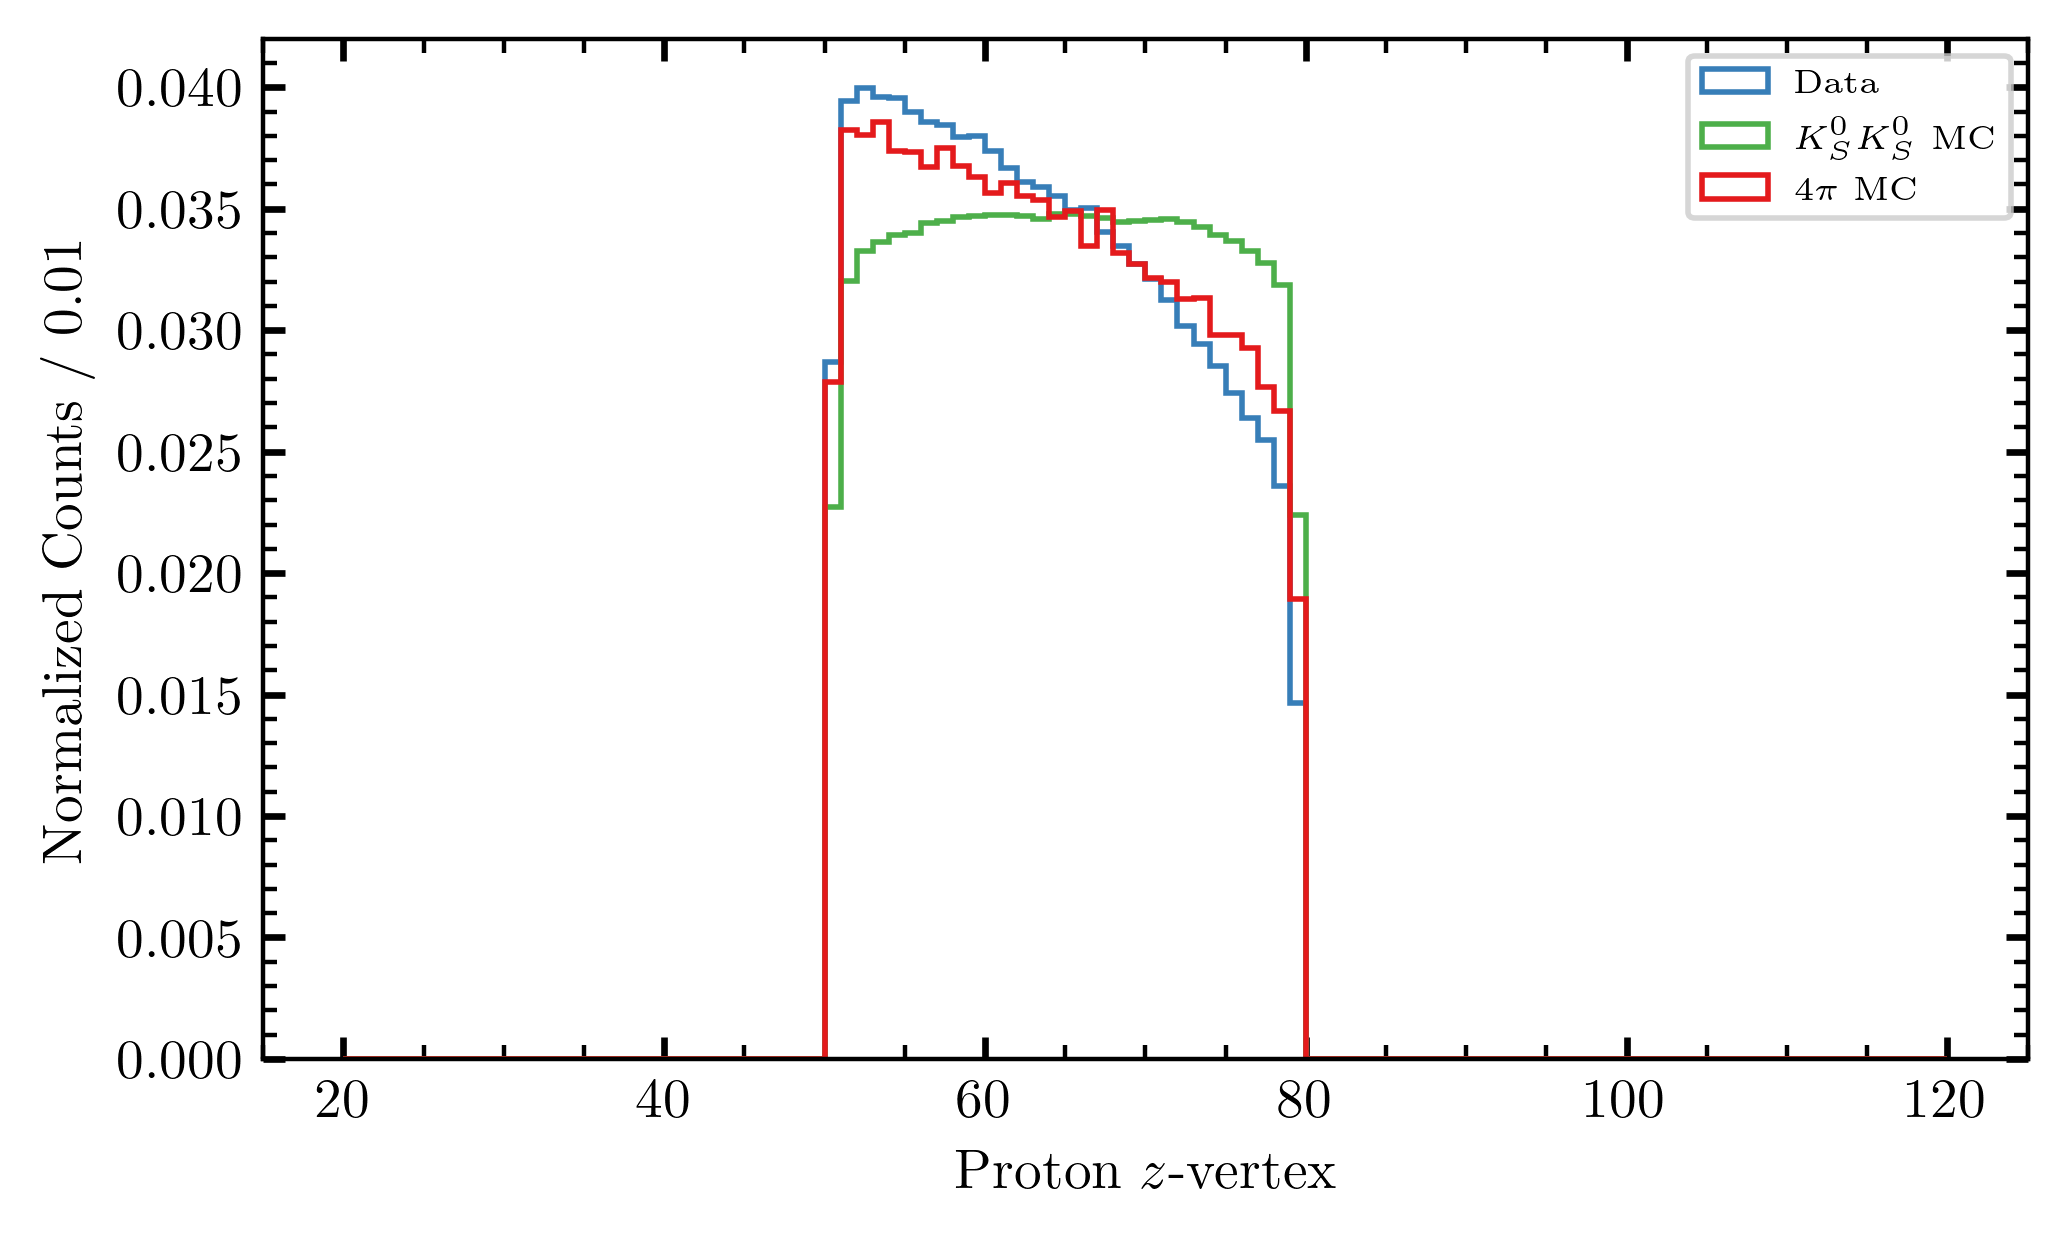 0.040
0.035
0.030
0.025
0.020
0.015
0.010
0.005
0.000
Normalized Counts / 0.01
20 40 60 80 100 120
Proton z-vertex
Data
$K_S^0 K_S^0$ MC
4π MC